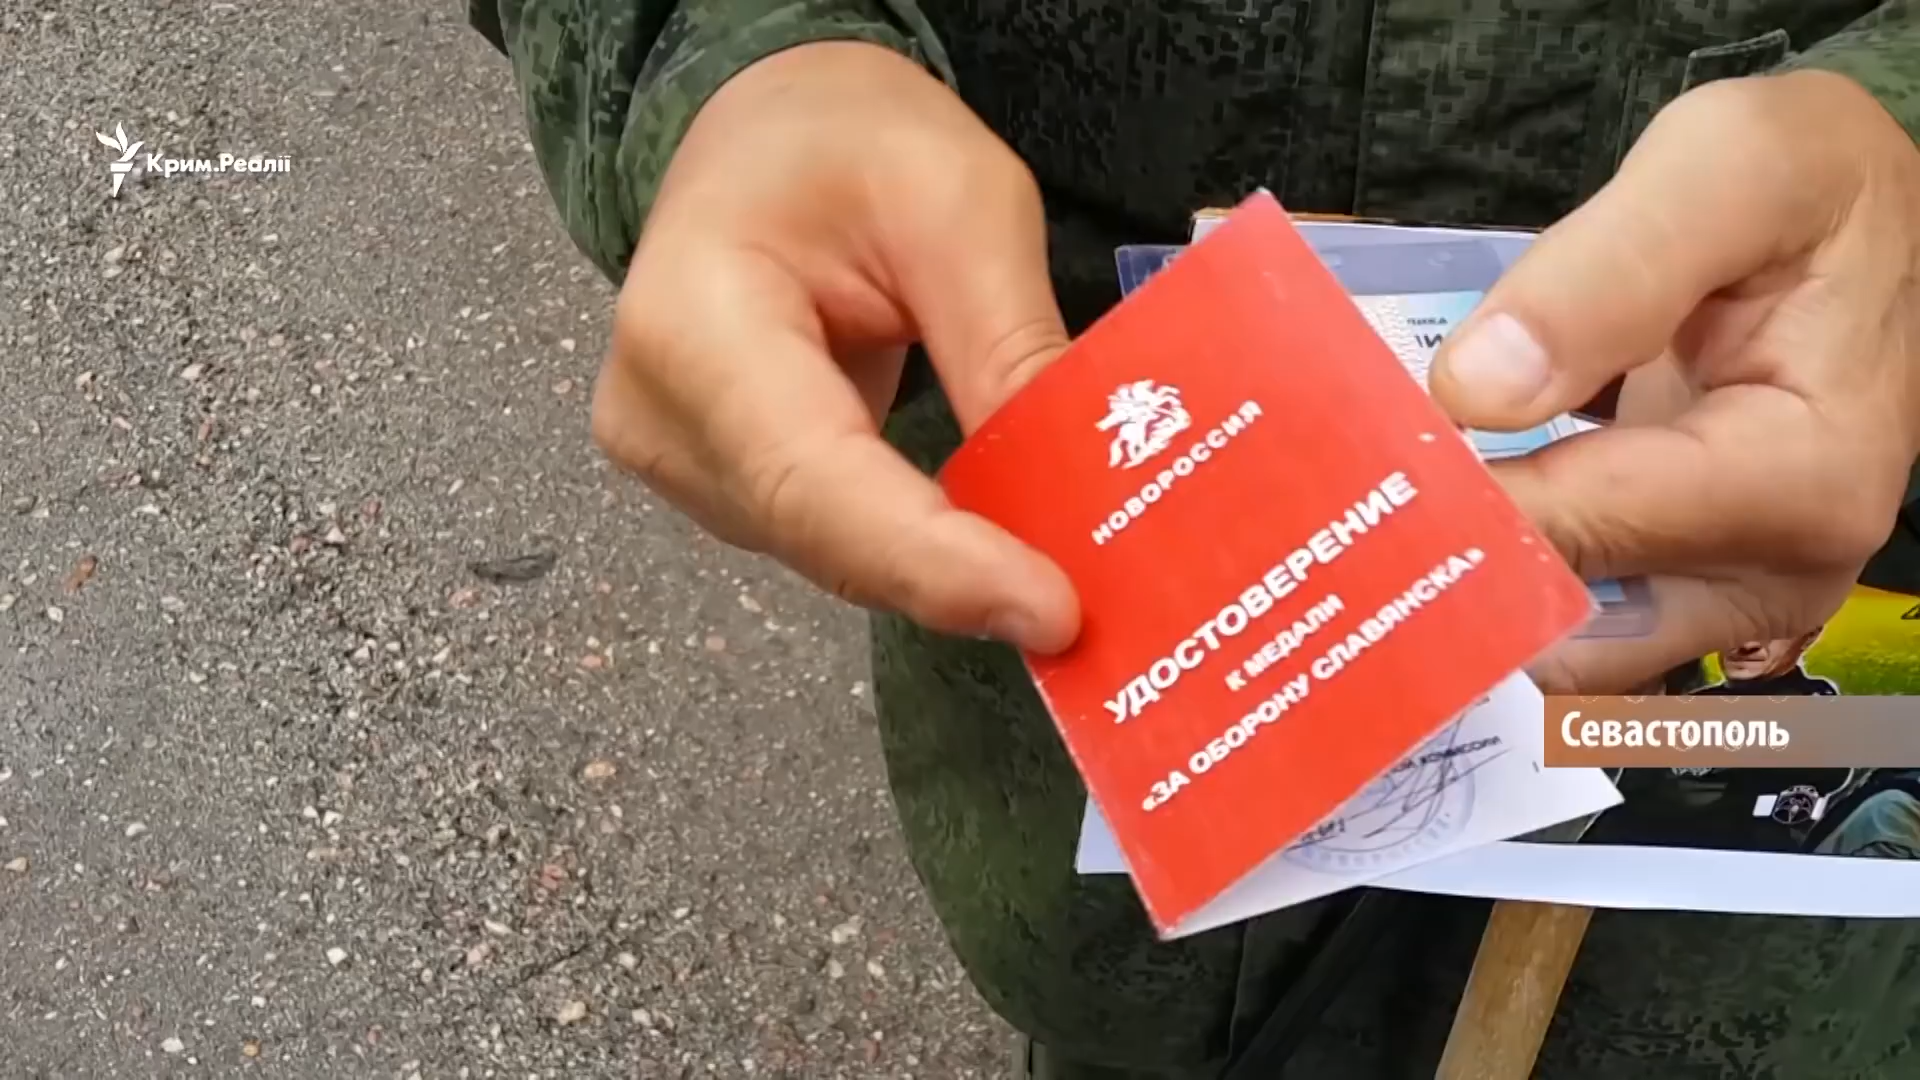 Крим.Реалії
НОВОРОССИЯ
УДОСТОВЕРЕНИЕ
К МЕДАЛИ
«ЗА ОБОРОНУ СЛАВЯНСКА»
Севастополь